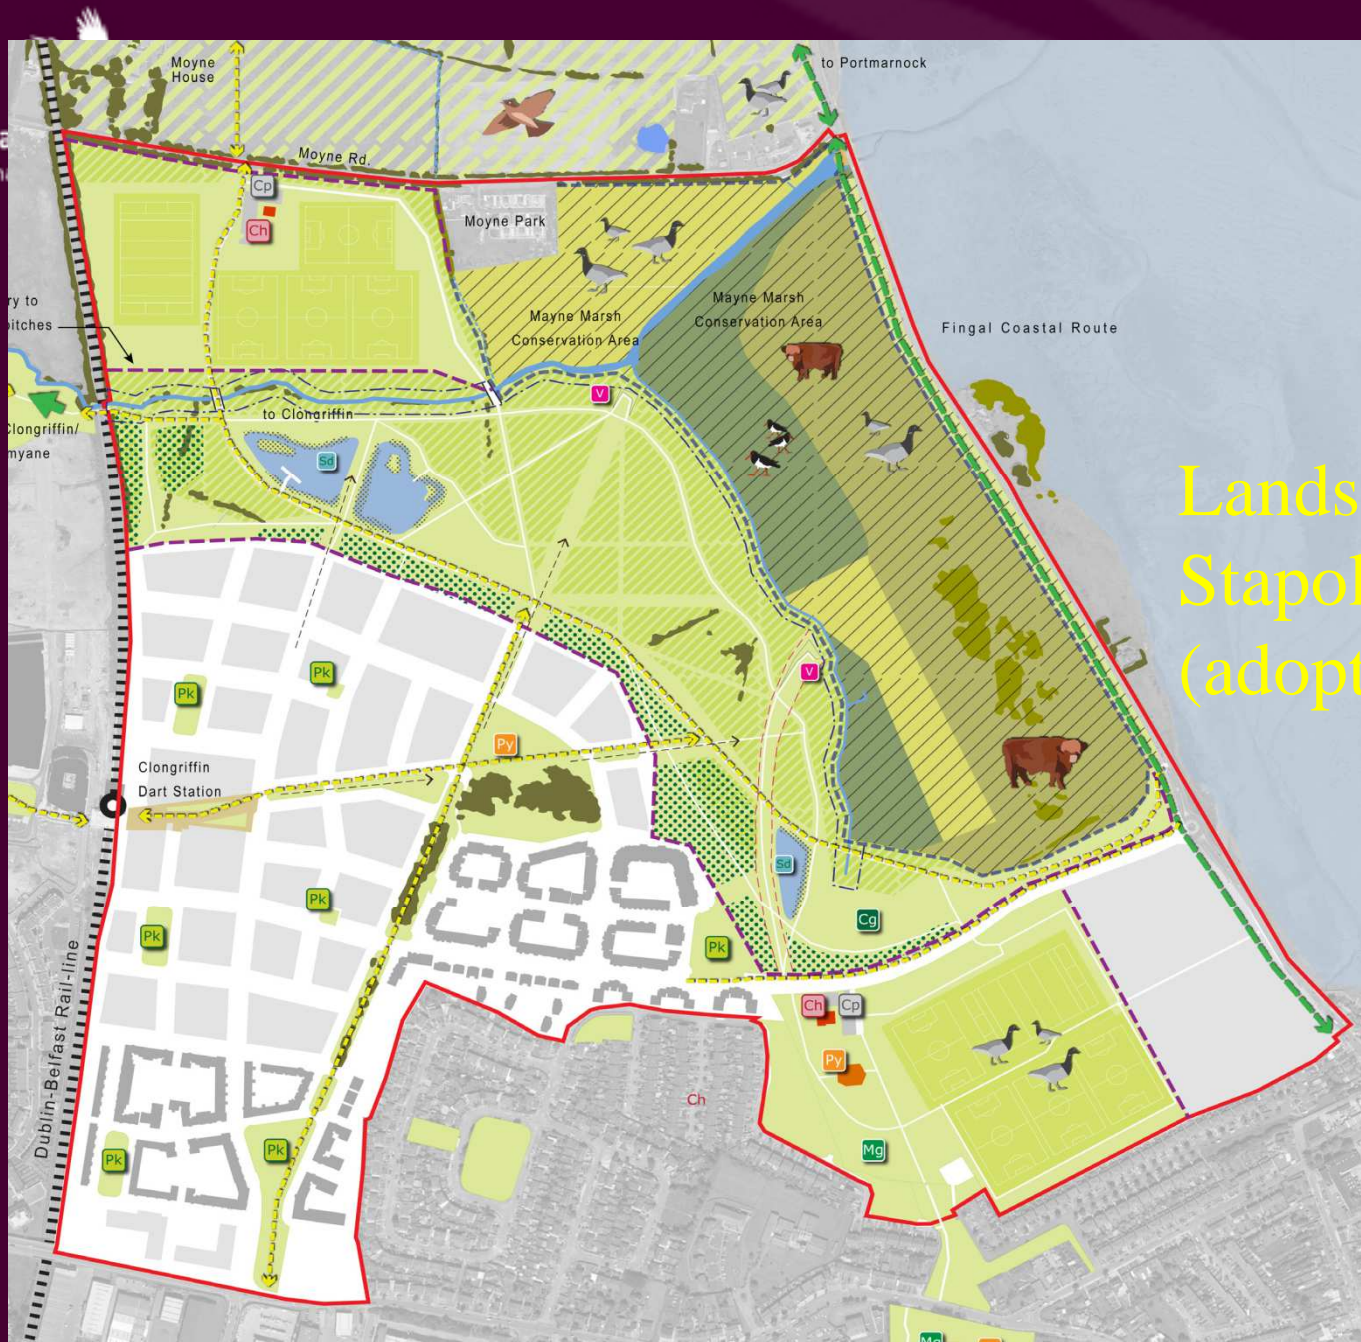 Moyne
House
to Portmarnock
Moyne Rd.
Cp
Ch
Moyne Park
ry to
pitches
Mayne Marsh
Conservation Area
Mayne Marsh
Conservation Area
Fingal Coastal Route
V
to Clongriffin
Clongriffin/
myane
Sd
Lands
Stapol
(adopt
Pk
Pk
V
Py
Clongriffin
Dart Station
Sd
Pk
Pk
Pk
Cg
Dublin-Belfast Rail-line
Ch
Cp
Py
Ch
Pk
Pk
Mg
Mg